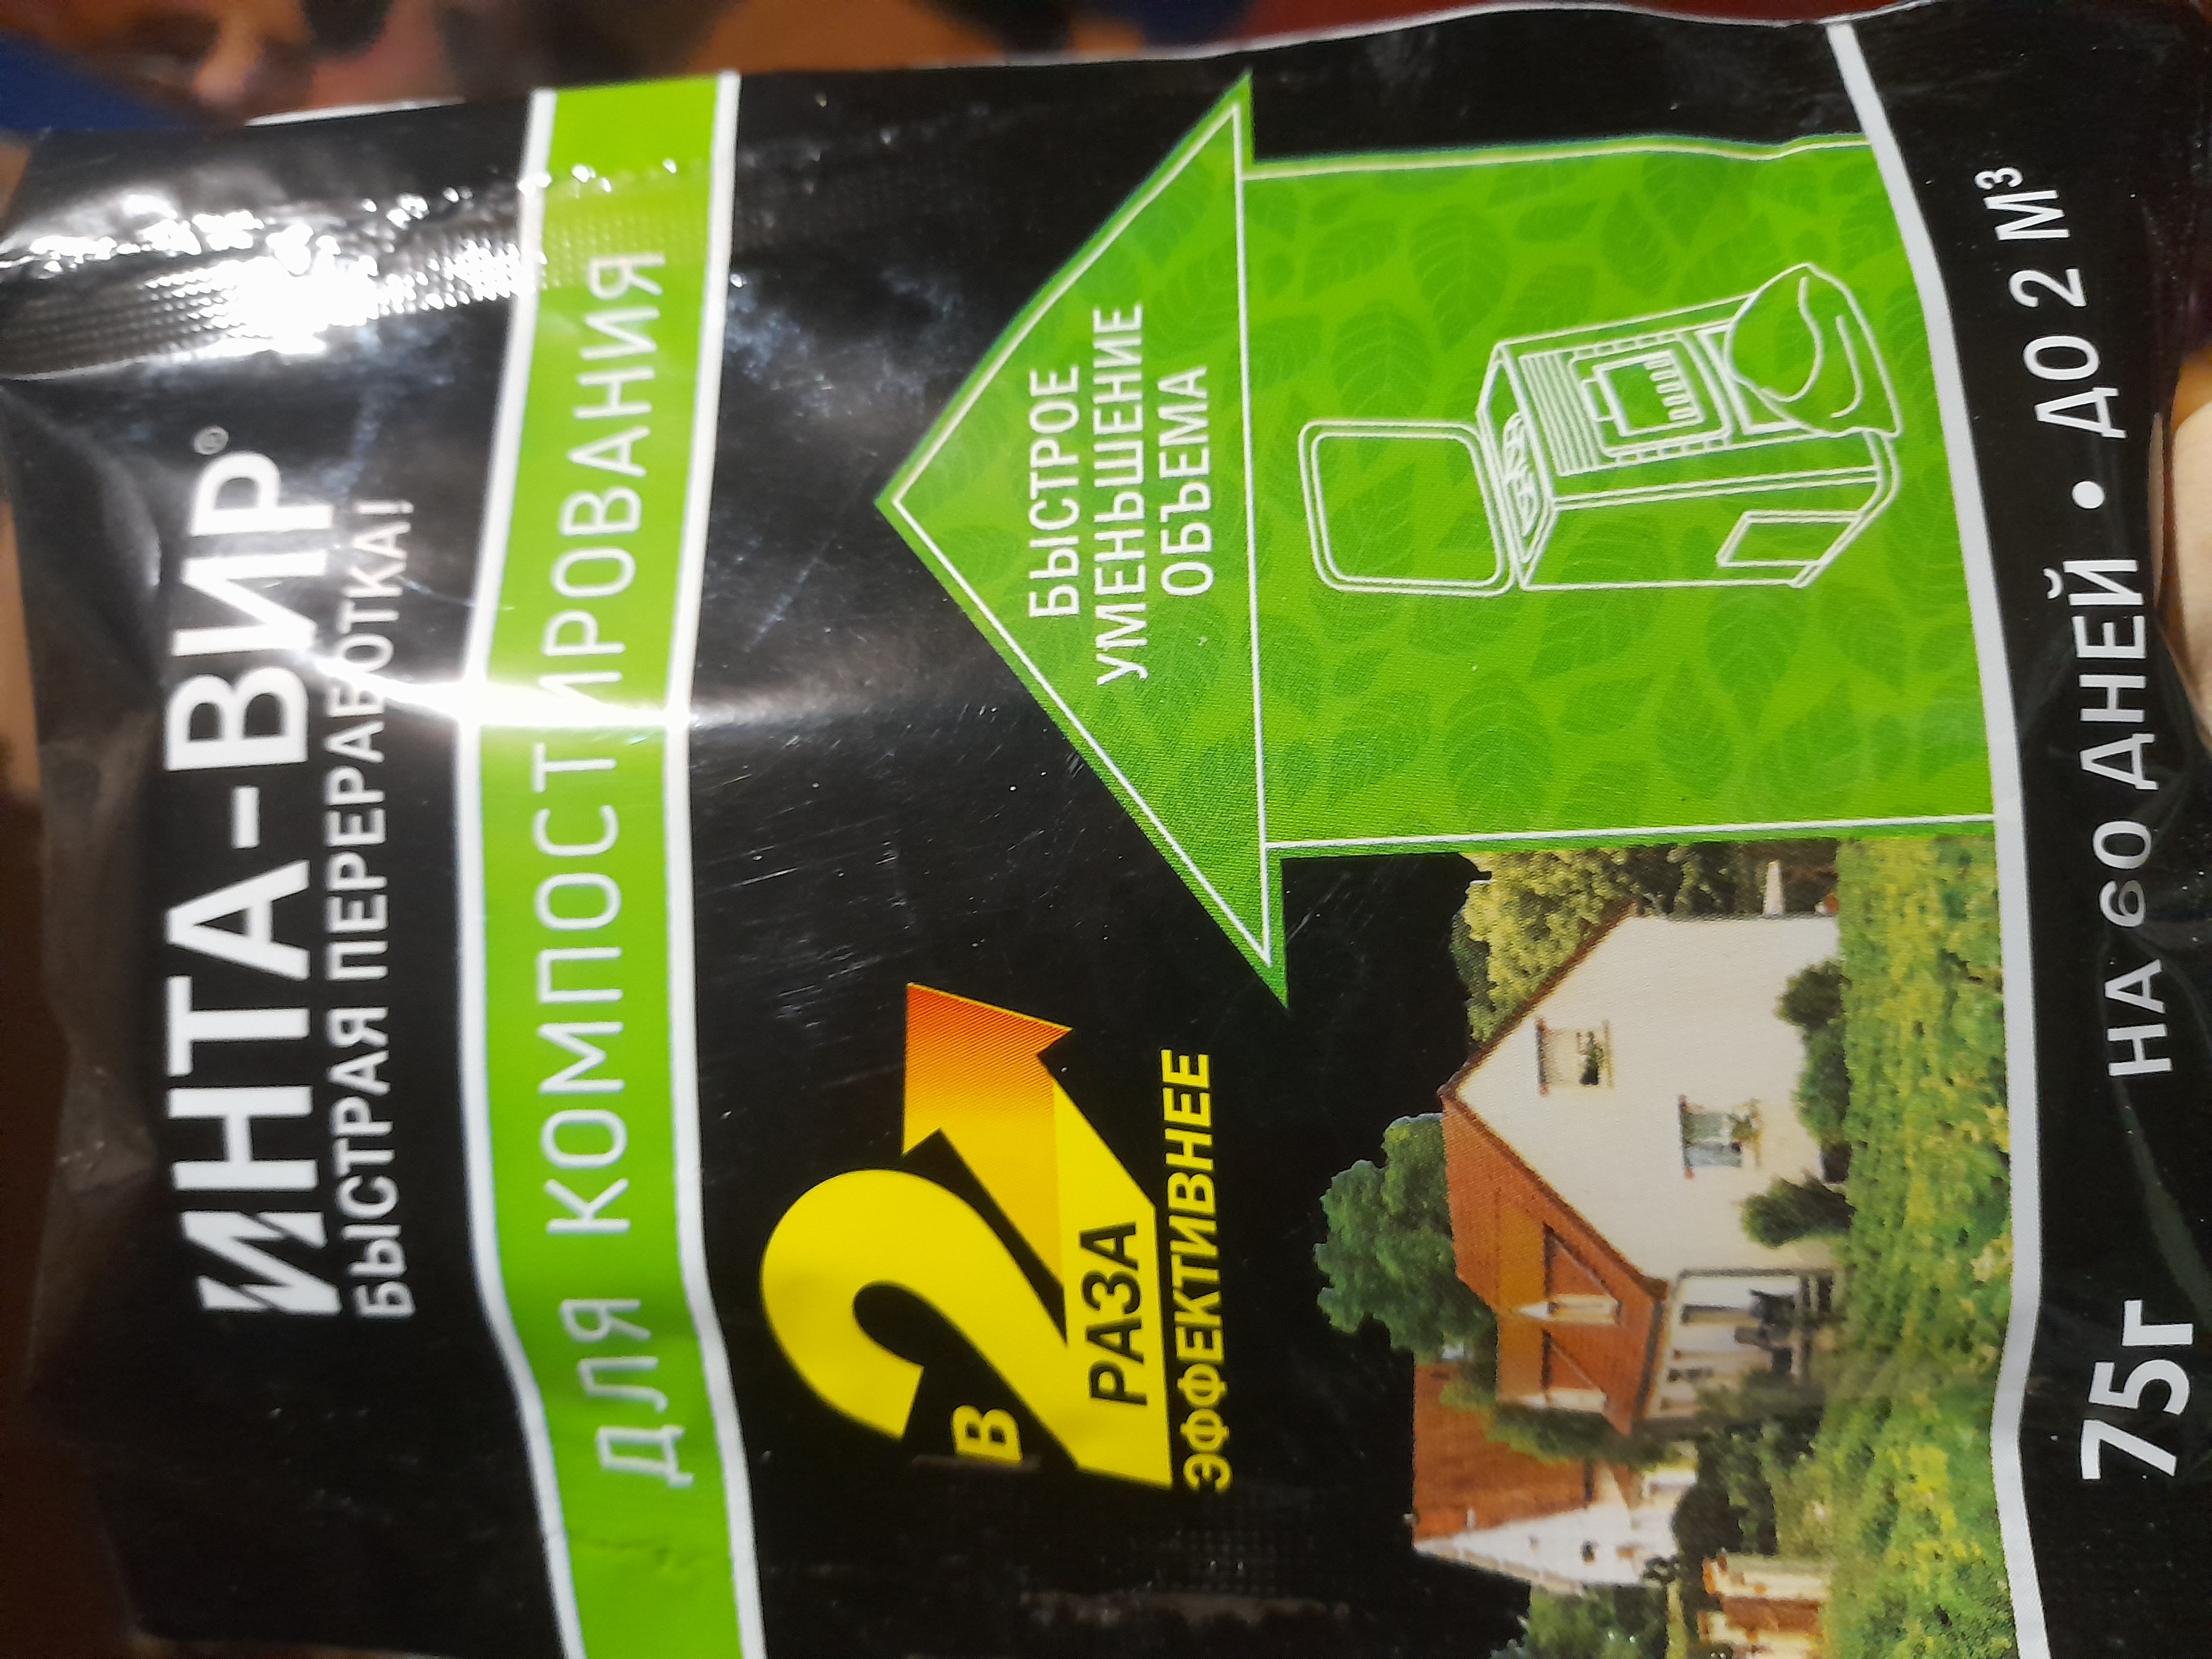 ИНТА-ВИР®
БЫСТРАЯ ПЕРЕРАБОТКА!
ДЛЯ КОМПОСТИРОВАНИЯ
В 2
РАЗА
ЭФФЕКТИВНЕЕ
БЫСТРОЕ
УМЕНЬШЕНИЕ
ОБЪЕМА
75г НА 60 ДНЕЙ • ДО 2 М³